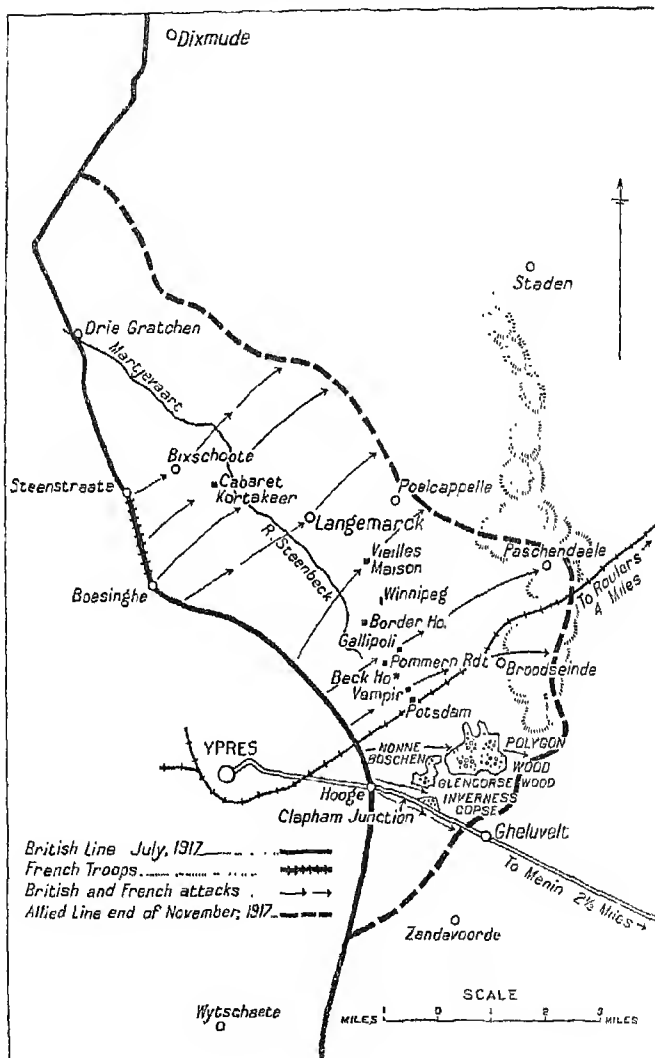 Dixmude
Staden
Drie Gratchen
Martjevaart
Bixschoote
Steenstraate
Cabaret
Kortakeer
Poelcappelle
Langemarck
R. Steenbeck
Vieilles
Maison
Paschendaele
To Roulars
4 Miles
Boesinghe
Winnipeg
Border Ho.
Gallipoli
Pommern Rdt
Broodseinde
Beck Ho
Vampir
Potsdam
YPRES
NONNE
BOSCHEN
POLYGON
WOOD
GLENCORSE WOOD
Hooge
INVERNESS
COPSE
Clapham Junction
Gheluvelt
To Menin 2½ Miles
British Line July, 1917
French Troops
British and French attacks
Allied Line end of November, 1917
Zandavoorde
Wytschaete
SCALE
1 0 1 2 3
MILES MILES